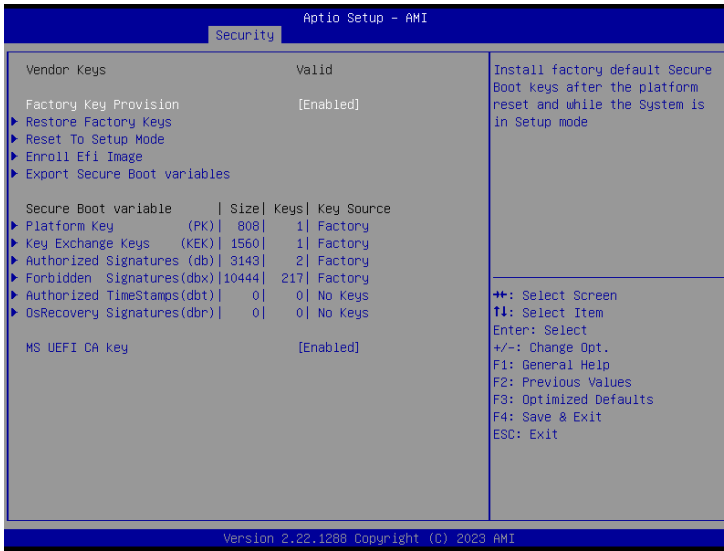 Aptio Setup – AMI
Security
Vendor Keys Valid
Factory Key Provision [Enabled]
▶ Restore Factory Keys
▶ Reset To Setup Mode
▶ Enroll Efi Image
▶ Export Secure Boot variables
Secure Boot variable | Size| Keys| Key Source
▶ Platform Key (PK)| 808| 1| Factory
▶ Key Exchange Keys (KEK)| 1560| 1| Factory
▶ Authorized Signatures (db)| 3143| 2| Factory
▶ Forbidden Signatures(dbx)|10444| 217| Factory
▶ Authorized TimeStamps(dbt)| 0| 0| No Keys
▶ OsRecovery Signatures(dbr)| 0| 0| No Keys
MS UEFI CA key [Enabled]
Install factory default Secure
Boot keys after the platform
reset and while the System is
in Setup mode
→←: Select Screen
↑↓: Select Item
Enter: Select
+/-: Change Opt.
F1: General Help
F2: Previous Values
F3: Optimized Defaults
F4: Save & Exit
ESC: Exit
Version 2.22.1288 Copyright (C) 2023 AMI